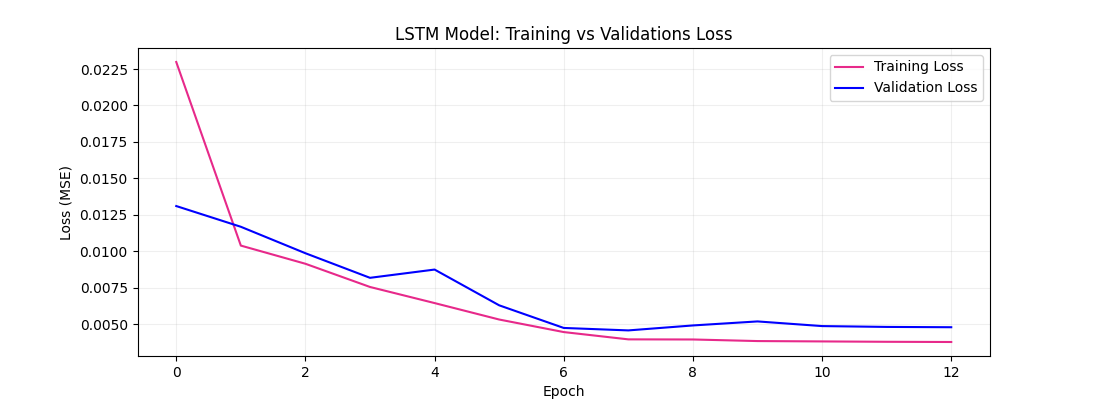 LSTM Model: Training vs Validations Loss
Training Loss
Validation Loss
Loss (MSE)
0.0225
0.0200
0.0175
0.0150
0.0125
0.0100
0.0075
0.0050
0 2 4 6 8 10 12
Epoch